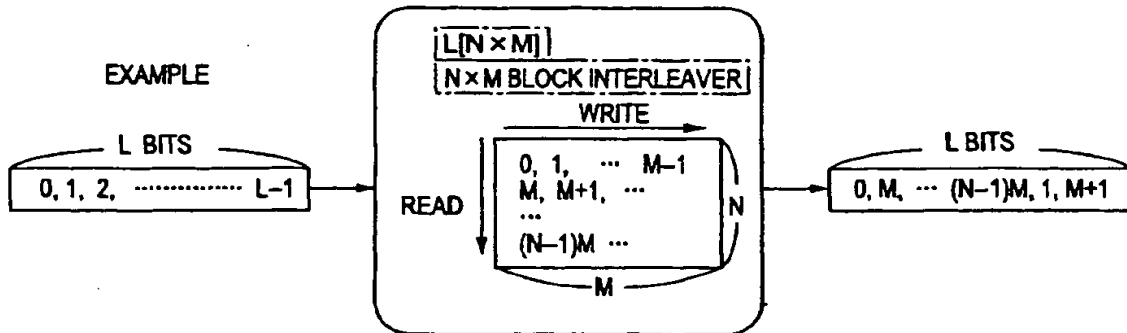 EXAMPLE
L BITS
0, 1, 2, ················ L–1
L[N × M]
N × M BLOCK INTERLEAVER
WRITE
READ
0, 1, ··· M–1
M, M+1, ···
···
(N–1)M ···
N
M
L BITS
0, M, ··· (N–1)M, 1, M+1